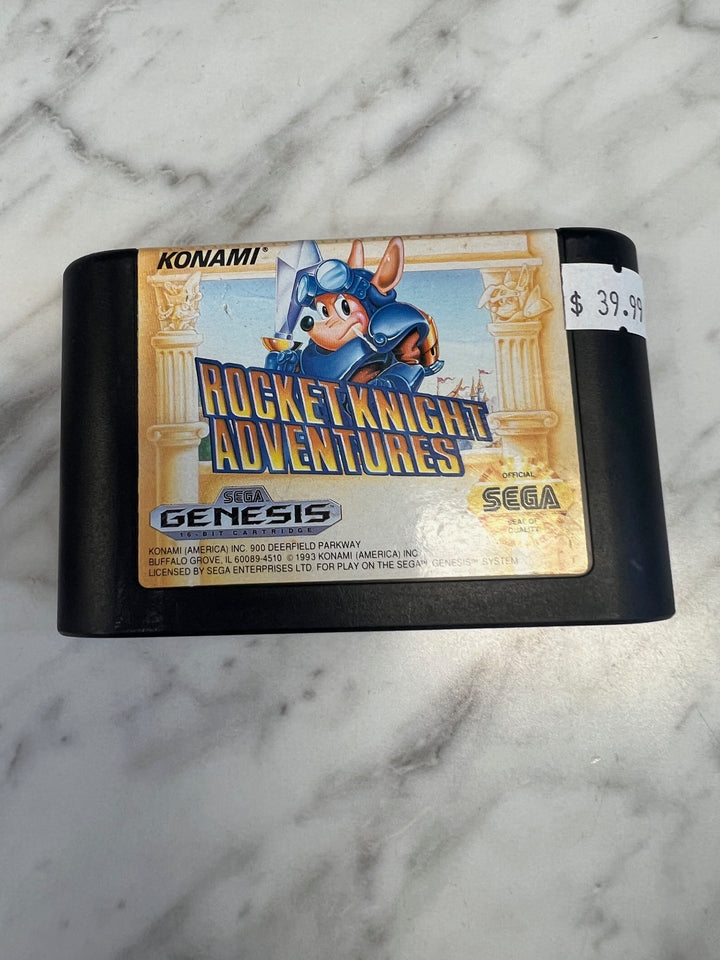 KONAMI®
$ 39.99
ROCKET KNIGHT
ADVENTURES
SEGA
GENESIS
16-BIT CARTRIDGE
OFFICIAL
SEGA
SEAL OF
QUALITY
KONAMI (AMERICA) INC. 900 DEERFIELD PARKWAY
BUFFALO GROVE, IL 60089-4510 © 1993 KONAMI (AMERICA) INC
LICENSED BY SEGA ENTERPRISES LTD. FOR PLAY ON THE SEGA™ GENESIS™ SYSTEM